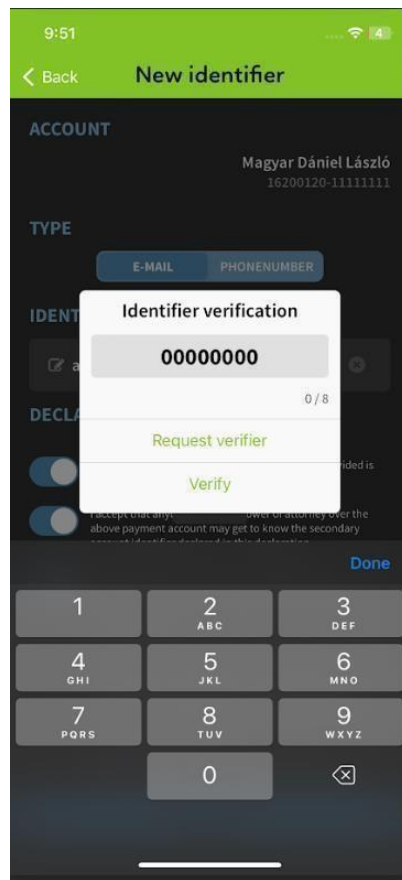 9:51
4
Back
New identifier
ACCOUNT
Magyar Dániel László
16200120-11111111
TYPE
E-MAIL
PHONENUMBER
IDENT
Identifier verification
a
00000000
0 / 8
DECLA
Request verifier
vided is
Verify
I accept that anyt
ower of attorney over the
above payment account may get to know the secondary
Done
1
2
ABC
3
DEF
4
GHI
5
JKL
6
MNO
7
PQRS
8
TUV
9
WXYZ
0